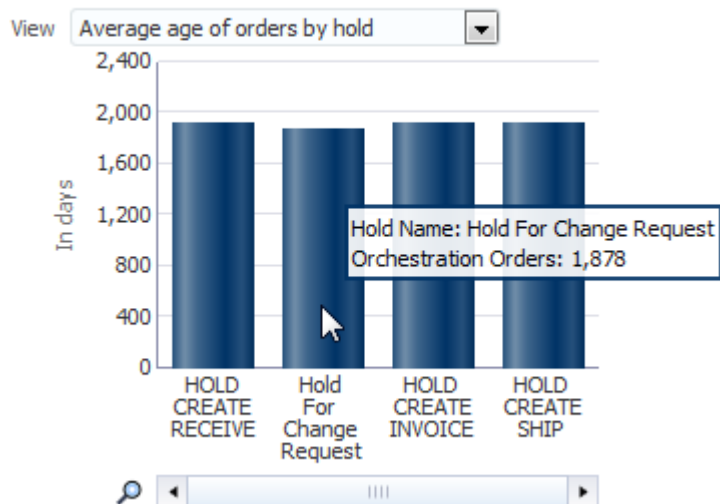 View Average age of orders by hold
2,400
2,000
1,600
1,200
800
400
0
In days
Hold Name: Hold For Change Request
Orchestration Orders: 1,878
HOLD
CREATE
RECEIVE
Hold
For
Change
Request
HOLD
CREATE
INVOICE
HOLD
CREATE
SHIP